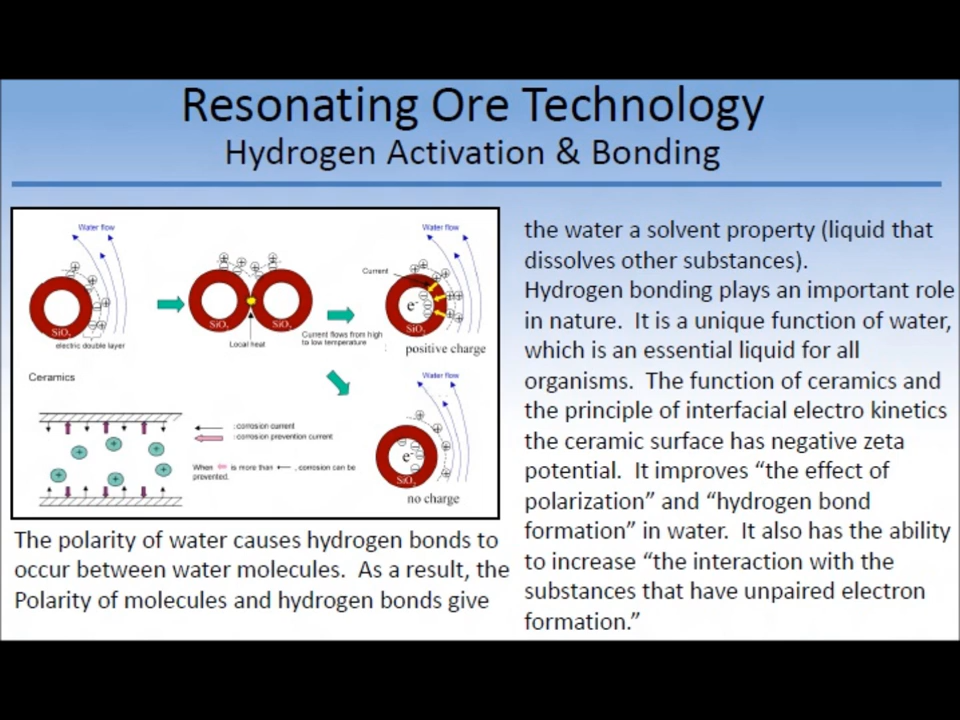 Resonating Ore Technology
Hydrogen Activation & Bonding
Water flow
SiO₂
electric double layer
SiO₂
SiO₂
Local heat
Current flows from high
to low temperature
Water flow
Current
e-
SiO₂
positive charge
Ceramics
: corrosion current
: corrosion prevention current
When is more than , corrosion can be
prevented.
Water flow
e-
SiO₂
no charge
The polarity of water causes hydrogen bonds to
occur between water molecules. As a result, the
Polarity of molecules and hydrogen bonds give
the water a solvent property (liquid that
dissolves other substances).
Hydrogen bonding plays an important role
in nature. It is a unique function of water,
which is an essential liquid for all
organisms. The function of ceramics and
the principle of interfacial electro kinetics
the ceramic surface has negative zeta
potential. It improves “the effect of
polarization” and “hydrogen bond
formation” in water. It also has the ability
to increase “the interaction with the
substances that have unpaired electron
formation.”